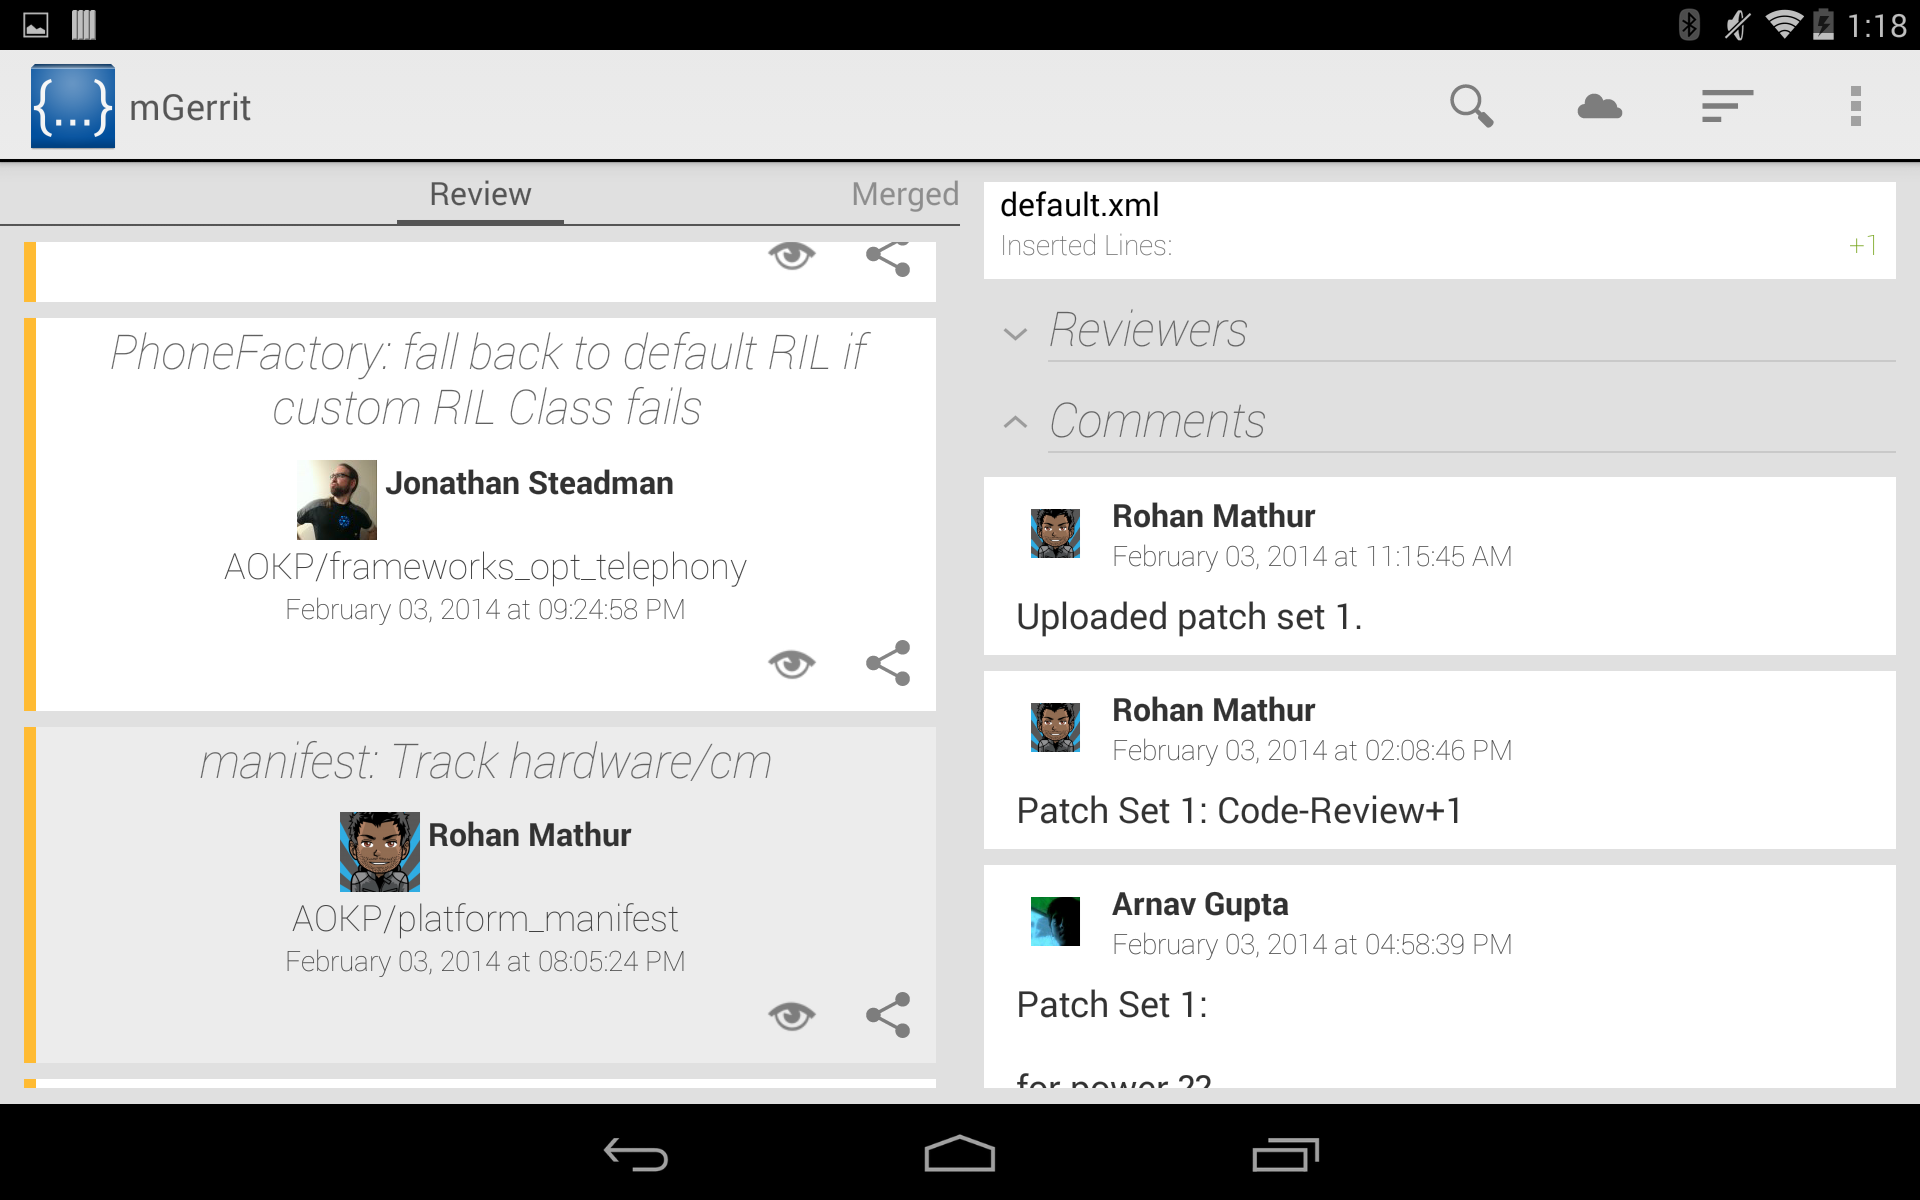 1:18
{...} mGerrit
Review
Merged
PhoneFactory: fall back to default RIL if
custom RIL Class fails
Jonathan Steadman
AOKP/frameworks_opt_telephony
February 03, 2014 at 09:24:58 PM
manifest: Track hardware/cm
Rohan Mathur
AOKP/platform_manifest
February 03, 2014 at 08:05:24 PM
default.xml
Inserted Lines: +1
Reviewers
Comments
Rohan Mathur
February 03, 2014 at 11:15:45 AM
Uploaded patch set 1.
Rohan Mathur
February 03, 2014 at 02:08:46 PM
Patch Set 1: Code-Review+1
Arnav Gupta
February 03, 2014 at 04:58:39 PM
Patch Set 1:
for power ??